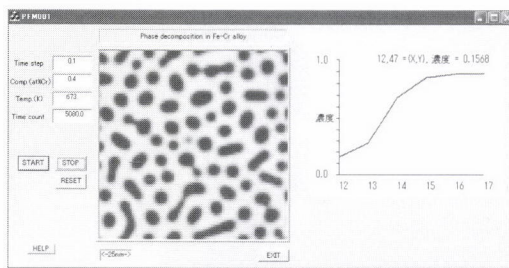 PFM001
Phase decomposition in Fe-Cr alloy
Time step 0.1
Comp (at%Cr) 0.4
Temp (K) 673
Time count 5080.0
START STOP
RESET
HELP
<-25nm->
EXIT
12,47 =(X,Y), 濃度 = 0.1568
1.0
濃度
0.0
12 13 14 15 16 17